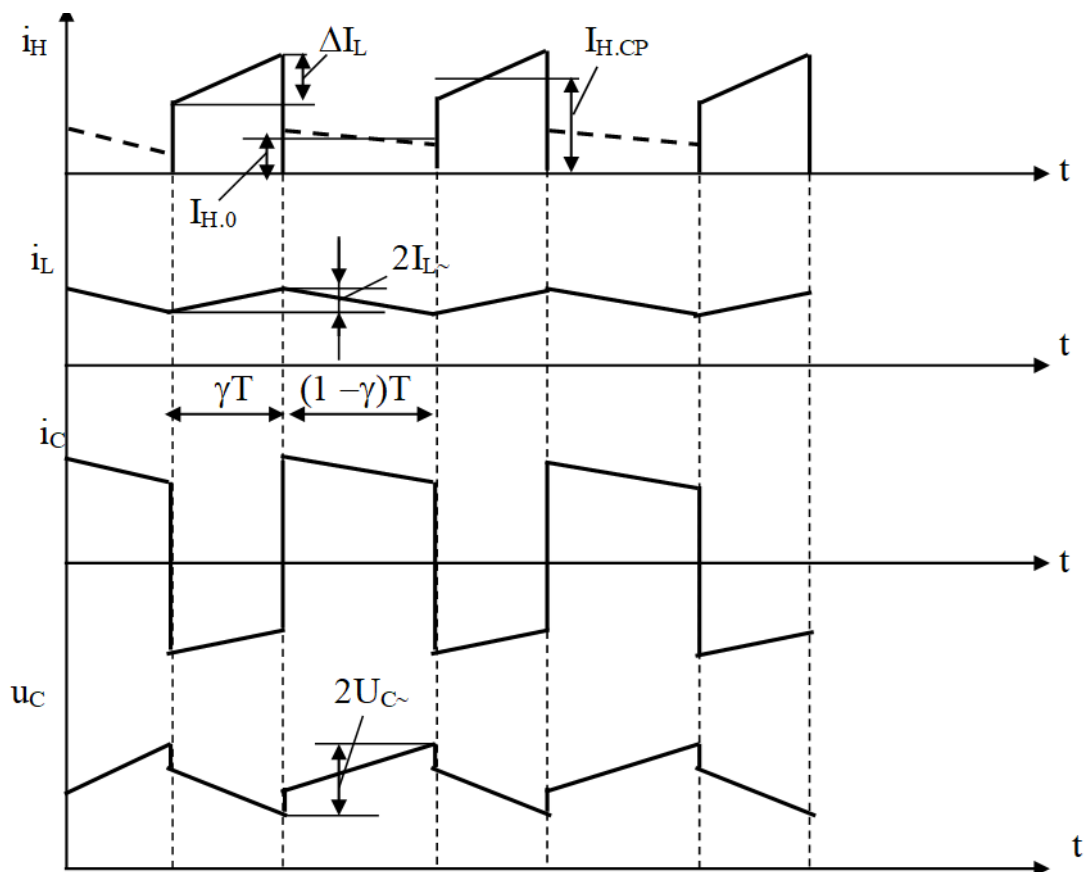 i_H
ΔI_L
I_H.CP
t
I_H.0
i_L
2I_L~
t
γT
(1 –γ)T
i_C
t
u_C
2U_C~
t